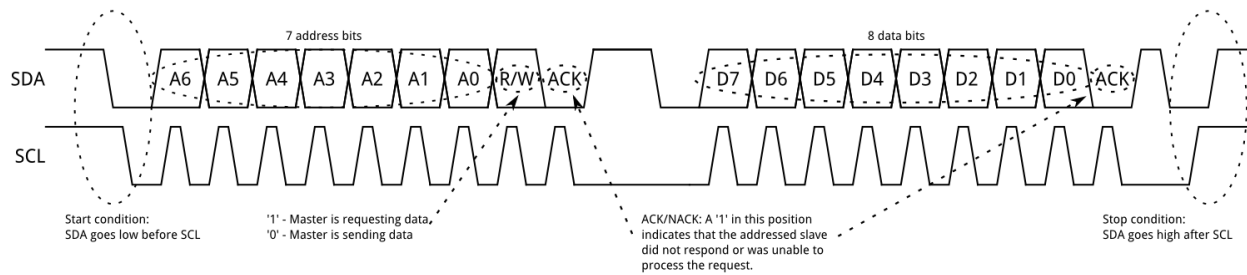 7 address bits
8 data bits
SDA
A6 A5 A4 A3 A2 A1 A0 R/W ACK
D7 D6 D5 D4 D3 D2 D1 D0 ACK
SCL
Start condition:
SDA goes low before SCL
'1' - Master is requesting data
'0' - Master is sending data
ACK/NACK: A '1' in this position
indicates that the addressed slave
did not respond or was unable to
process the request.
Stop condition:
SDA goes high after SCL